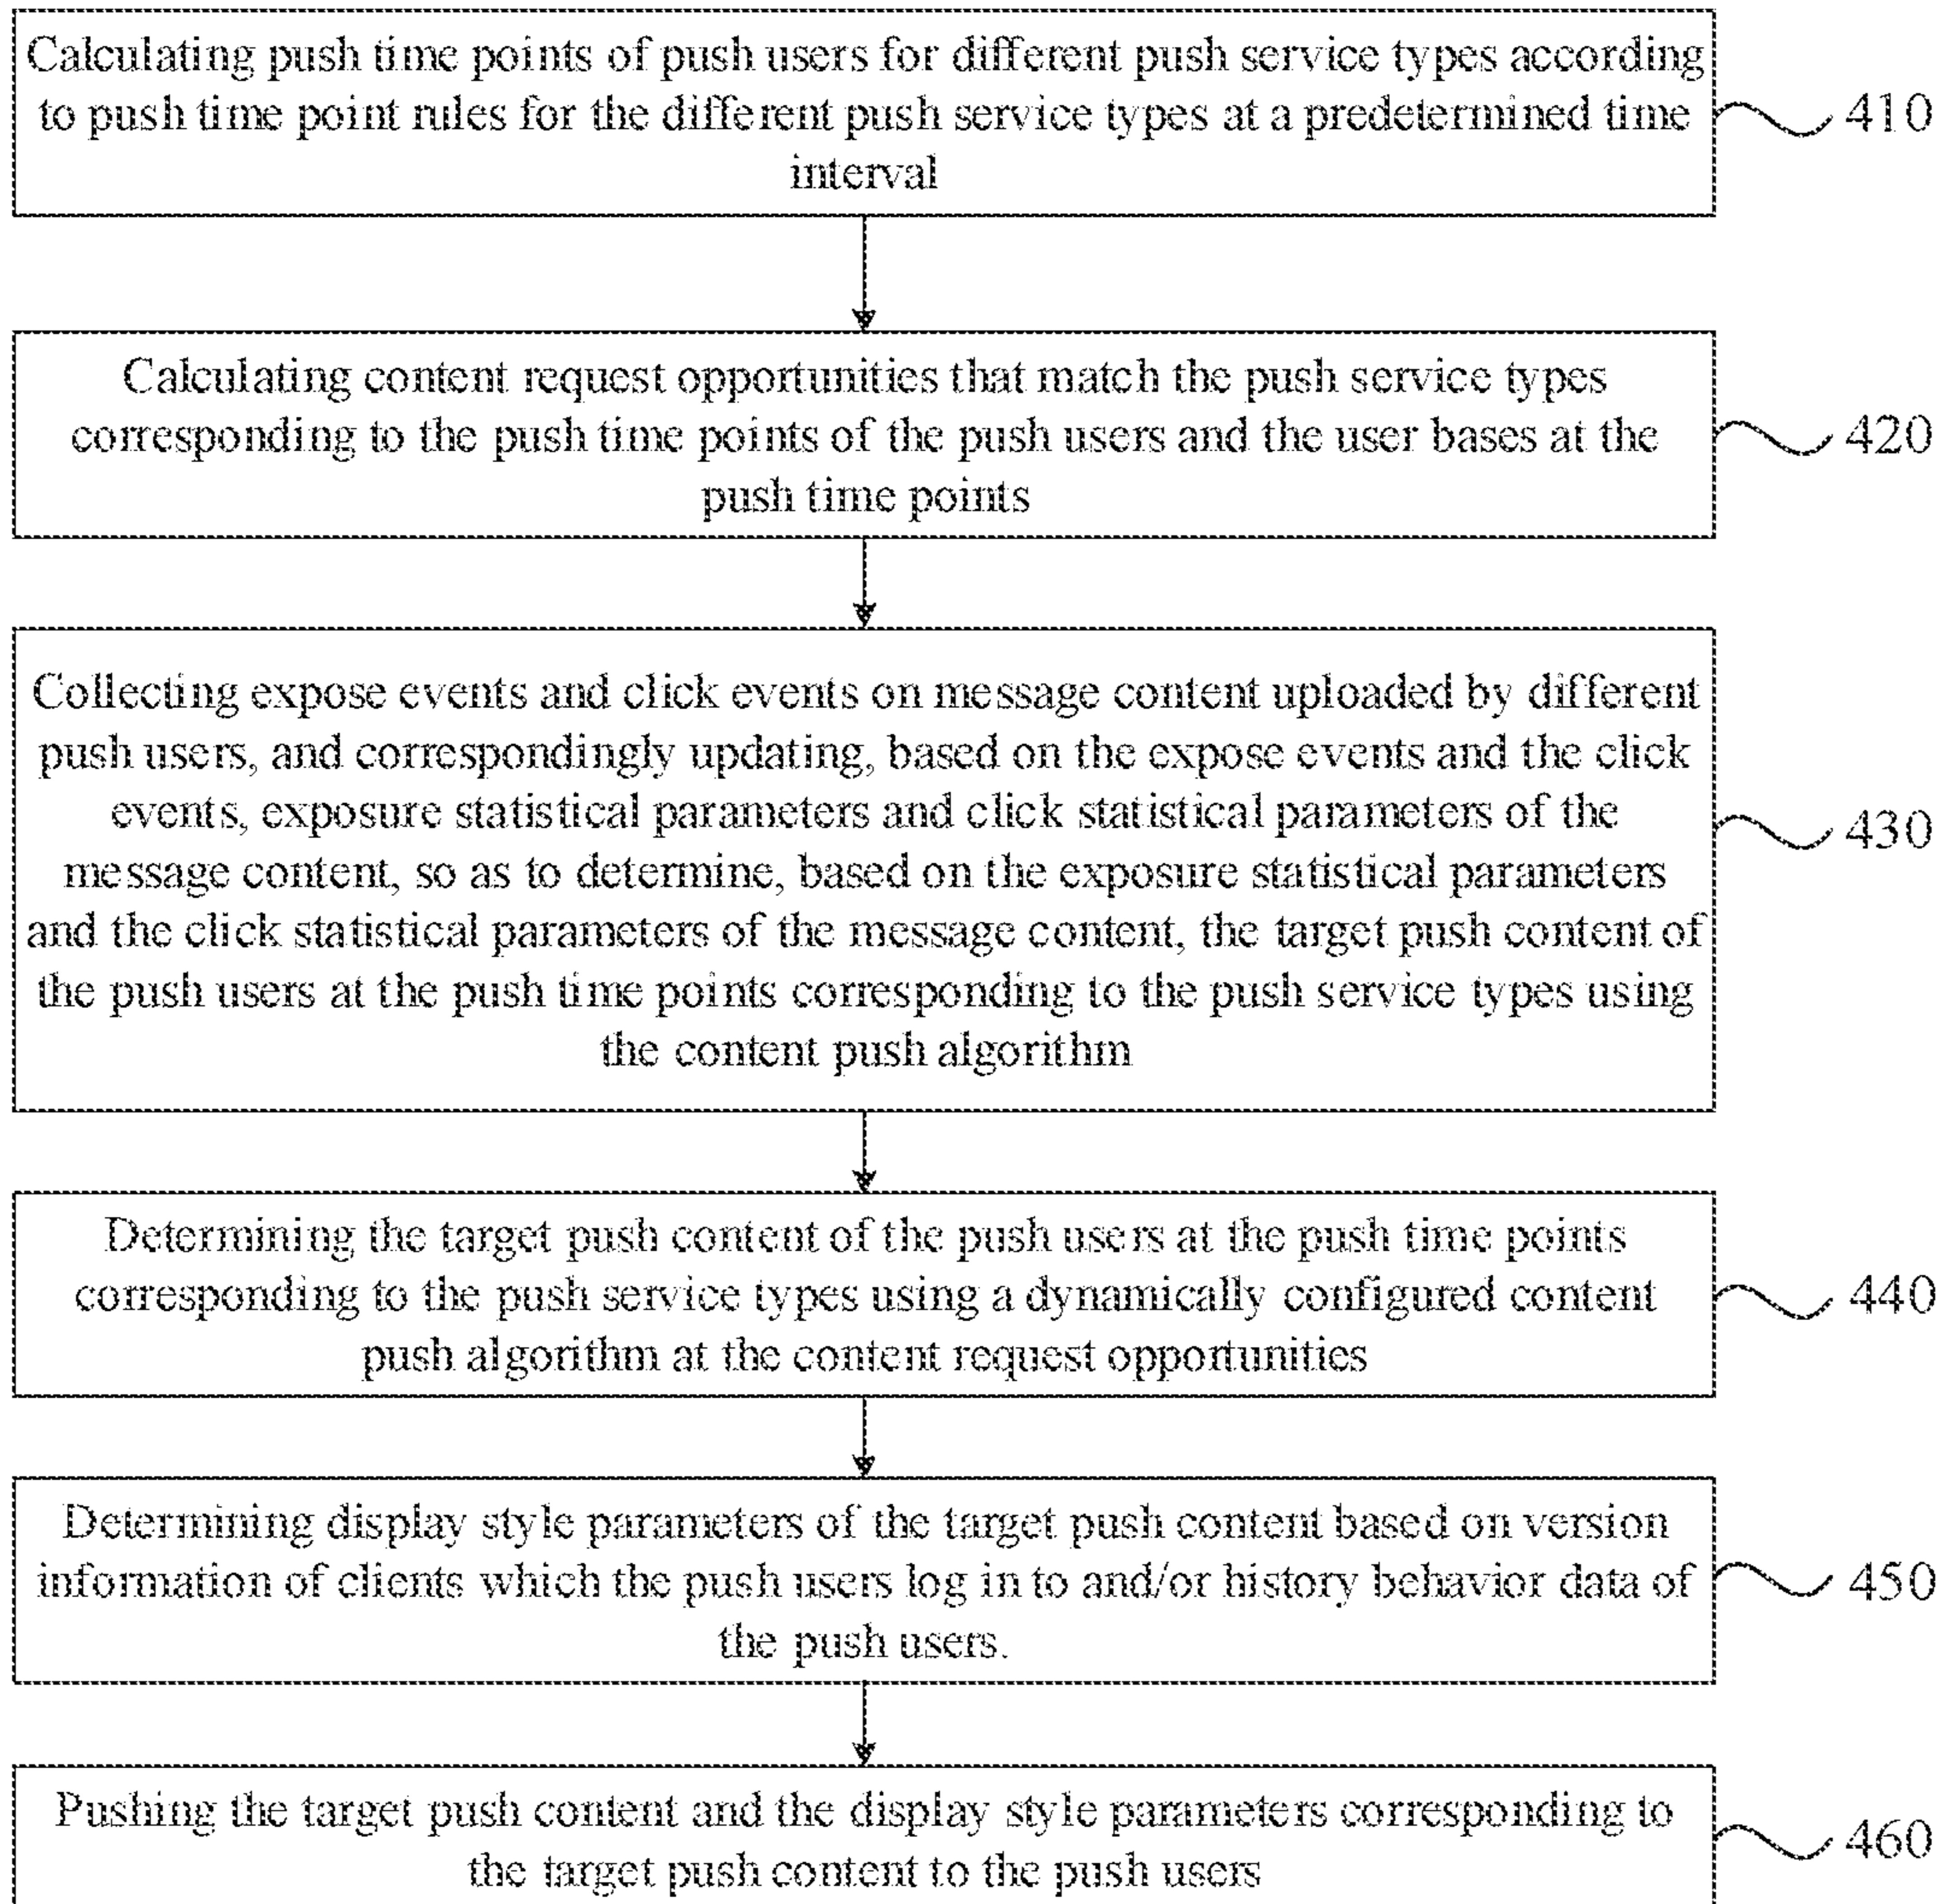 Calculating push time points of push users for different push service types according
to push time point rules for the different push service types at a predetermined time
interval
410
Calculating content request opportunities that match the push service types
corresponding to the push time points of the push users and the user bases at the
push time points
420
Collecting expose events and click events on message content uploaded by different
push users, and correspondingly updating, based on the expose events and the click
events, exposure statistical parameters and click statistical parameters of the
message content, so as to determine, based on the exposure statistical parameters
and the click statistical parameters of the message content, the target push content of
the push users at the push time points corresponding to the push service types using
the content push algorithm
430
Determining the target push content of the push users at the push time points
corresponding to the push service types using a dynamically configured content
push algorithm at the content request opportunities
440
Determining display style parameters of the target push content based on version
information of clients which the push users log in to and/or history behavior data of
the push users.
450
Pushing the target push content and the display style parameters corresponding to
the target push content to the push users
460